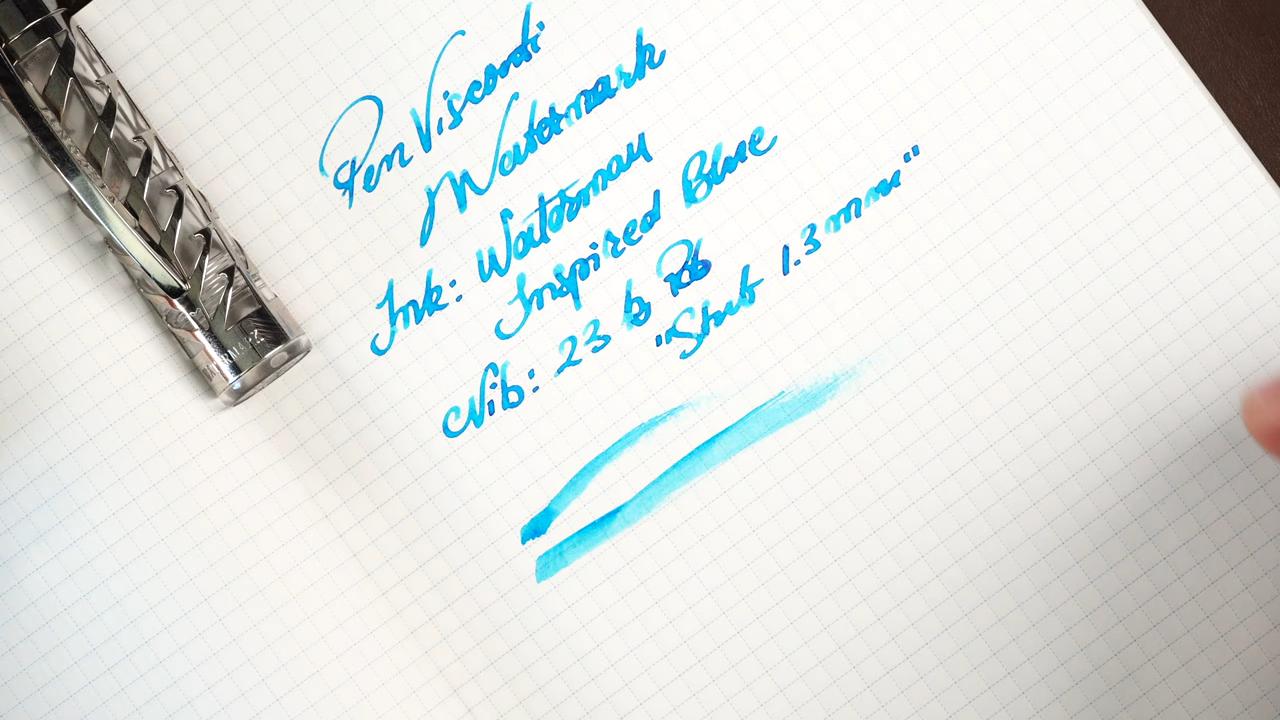 Pen Visconti
Watermark
Ink: Waterman
Inspired Blue
Nib: 23 k Pd
"Stub 1.3mm"